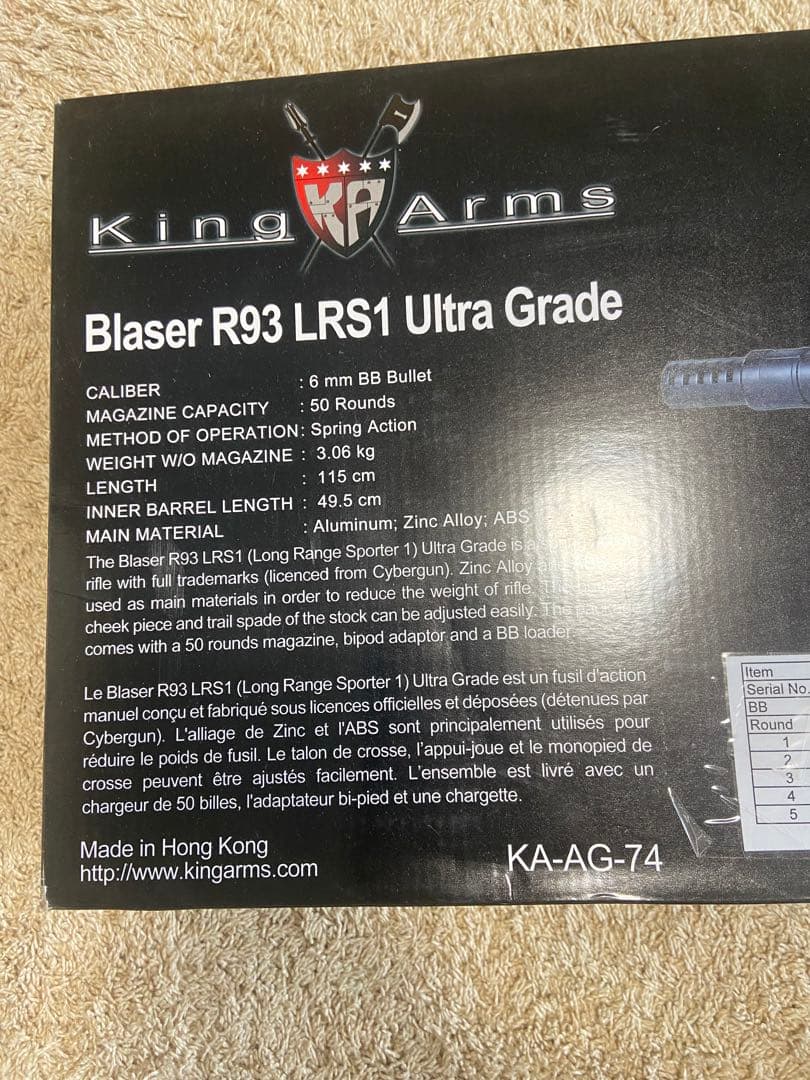 I
KA
King Arms
Blaser R93 LRS1 Ultra Grade
CALIBER : 6 mm BB Bullet
MAGAZINE CAPACITY : 50 Rounds
METHOD OF OPERATION: Spring Action
WEIGHT W/O MAGAZINE : 3.06 kg
LENGTH : 115 cm
INNER BARREL LENGTH : 49.5 cm
MAIN MATERIAL : Aluminum; Zinc Alloy; ABS
The Blaser R93 LRS1 (Long Range Sporter 1) Ultra Grade is a
rifle with full trademarks (licenced from Cybergun). Zinc Alloy and
used as main materials in order to reduce the weight of rifle. The
cheek piece and trail spade of the stock can be adjusted easily. The package
comes with a 50 rounds magazine, bipod adaptor and a BB loader
Le Blaser R93 LRS1 (Long Range Sporter 1) Ultra Grade est un fusil d'action
manuel conçu et fabriqué sous licences officielles et déposées (détenues par
Cybergun). L'alliage de Zinc et l'ABS sont principalement utilisés pour
réduire le poids de fusil. Le talon de crosse, l'appui-joue et le monopied de
crosse peuvent être ajustés facilement. L'ensemble est livré avec un
chargeur de 50 billes, l'adaptateur bi-pied et une chargette.
Made in Hong Kong
http://www.kingarms.com
KA-AG-74
Item
Serial No.
BB
Round
1
2
3
4
5